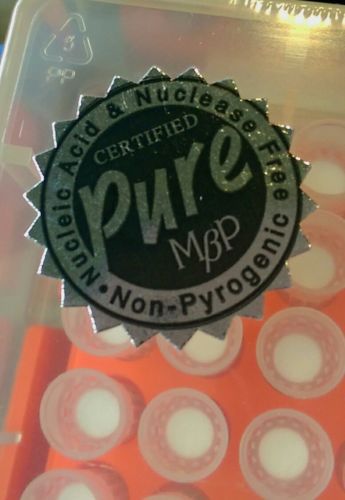 5
PP
Nucleic Acid & Nuclease Free
CERTIFIED
pure
MβP
• Non-Pyrogenic